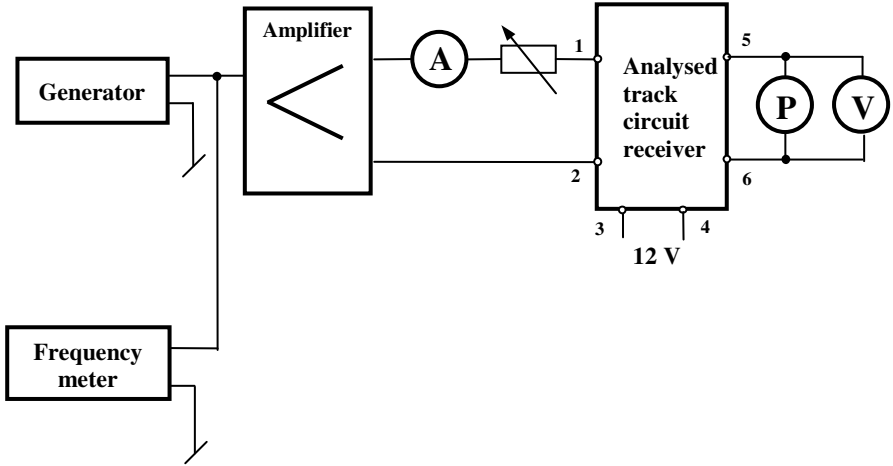 Amplifier
Generator
A
1
Analysed
track
circuit
receiver
5
P
V
2
6
3
4
12 V
Frequency
meter